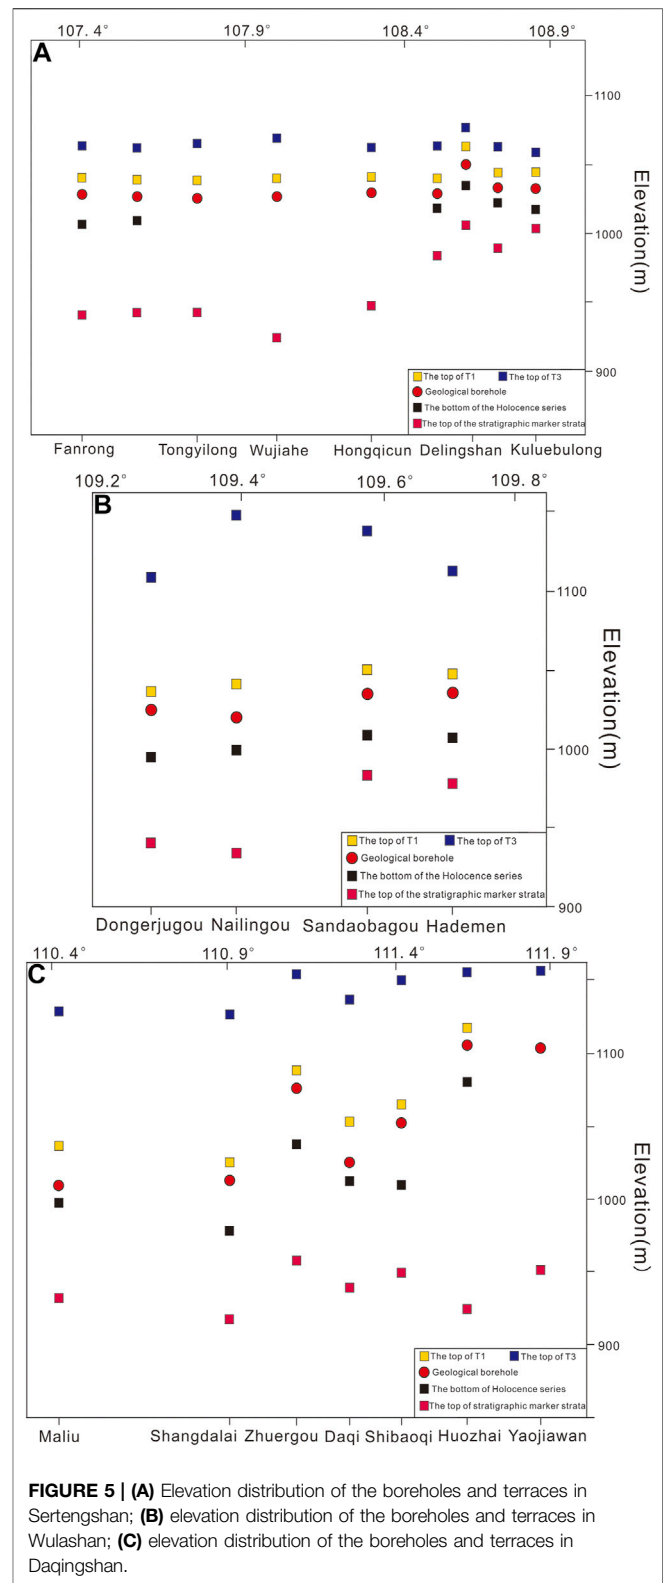 107.4° 107.9° 108.4° 108.9°
A
1100
1000
900
Elevation(m)
The top of T1 The top of T3
Geological borehole
The bottom of the Holocence series
The top of the stratigraphic marker strata
Fanrong Tongyilong Wujiahe Hongqicun Delingshan Kuluebulong
109.2° 109.4° 109.6° 109.8°
B
1100
1000
900
Elevation(m)
The top of T1 The top of T3
Geological borehole
The bottom of the Holocence series
The top of the stratigraphic marker strata
Dongerjugou Nailingou Sandaobagou Hademen
110.4° 110.9° 111.4° 111.9°
C
1100
1000
900
Elevation(m)
The top of T1 The top of T3
Geological borehole
The bottom of Holocence series
The top of stratigraphic marker strata
Maliu Shangdalai Zhuergou Daqi Shibaoqi Huozhai Yaojiawan
FIGURE 5 | (A) Elevation distribution of the boreholes and terraces in
Sertengshan; (B) elevation distribution of the boreholes and terraces in
Wulashan; (C) elevation distribution of the boreholes and terraces in
Daqingshan.